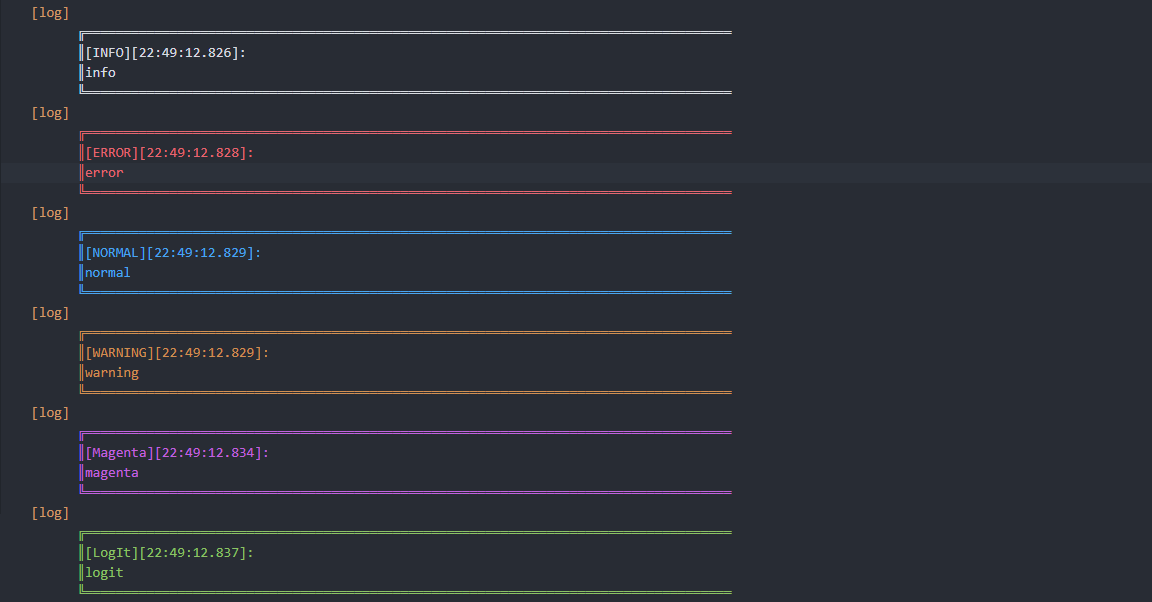 [log]
[INFO][22:49:12.826]:
info
[log]
[ERROR][22:49:12.828]:
error
[log]
[NORMAL][22:49:12.829]:
normal
[log]
[WARNING][22:49:12.829]:
warning
[log]
[Magenta][22:49:12.834]:
magenta
[log]
[LogIt][22:49:12.837]:
logit